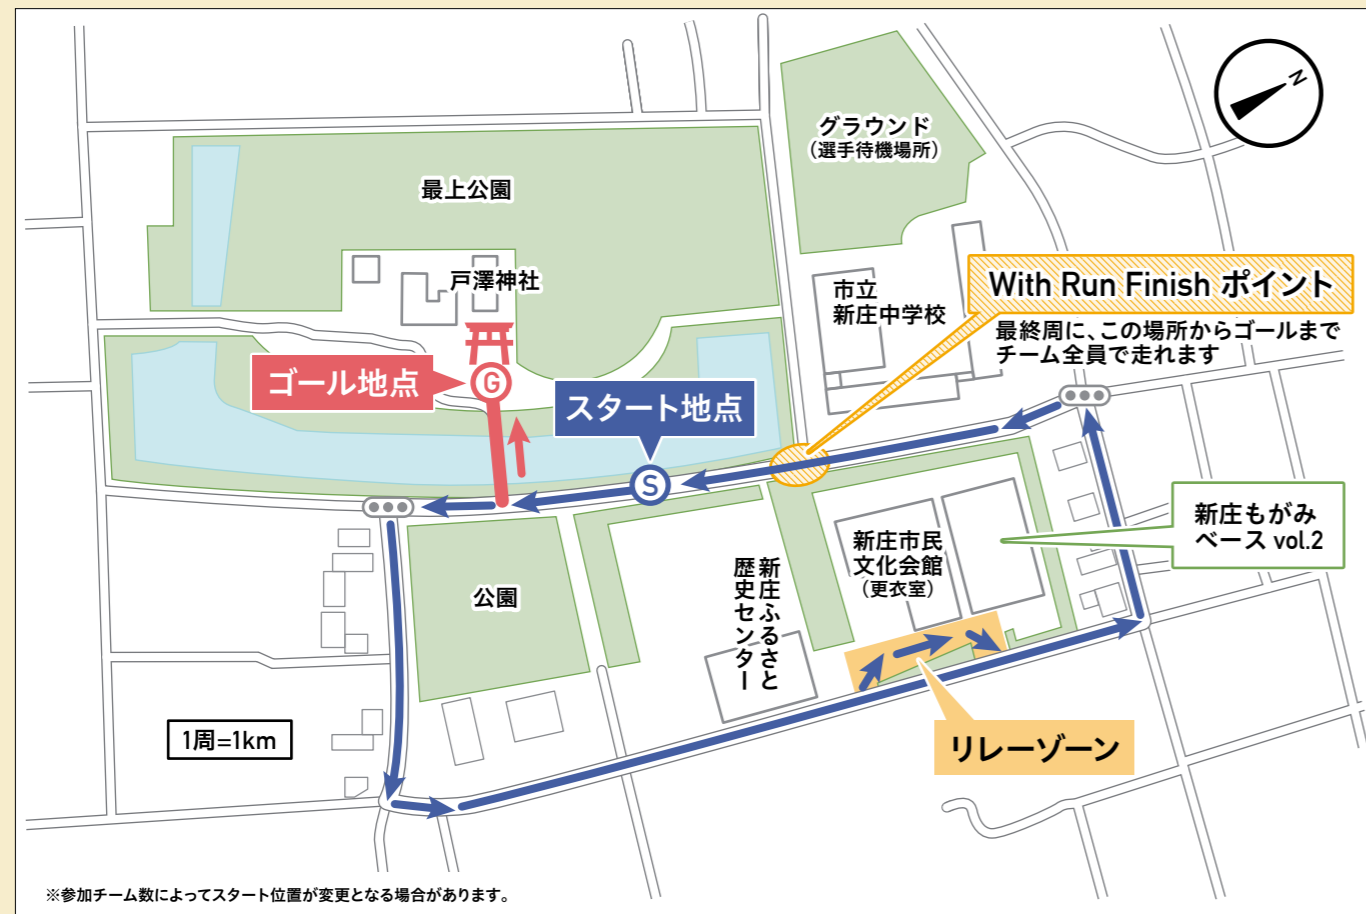 N
グラウンド
(選手待機場所)
最上公園
戸澤神社
市立
新庄中学校
With Run Finish ポイント
最終周に、この場所からゴールまで
チーム全員で走れます
ゴール地点
G
スタート地点
S
新庄もがみ
ベース vol.2
新庄市民
文化会館
(更衣室)
新庄ふるさと
歴史センター
公園
リレーゾーン
1周=1km
※参加チーム数によってスタート位置が変更となる場合があります。